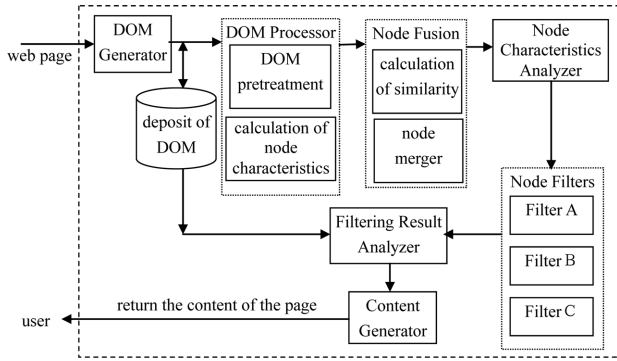 web page
DOM
Generator
deposit of
DOM
DOM Processor
DOM
pretreatment
calculation of
node
characteristics
Node Fusion
calculation
of similarity
node
merger
Node
Characteristics
Analyzer
Node Filters
Filter A
Filter B
Filter C
Filtering Result
Analyzer
Content
Generator
return the content of the page
user